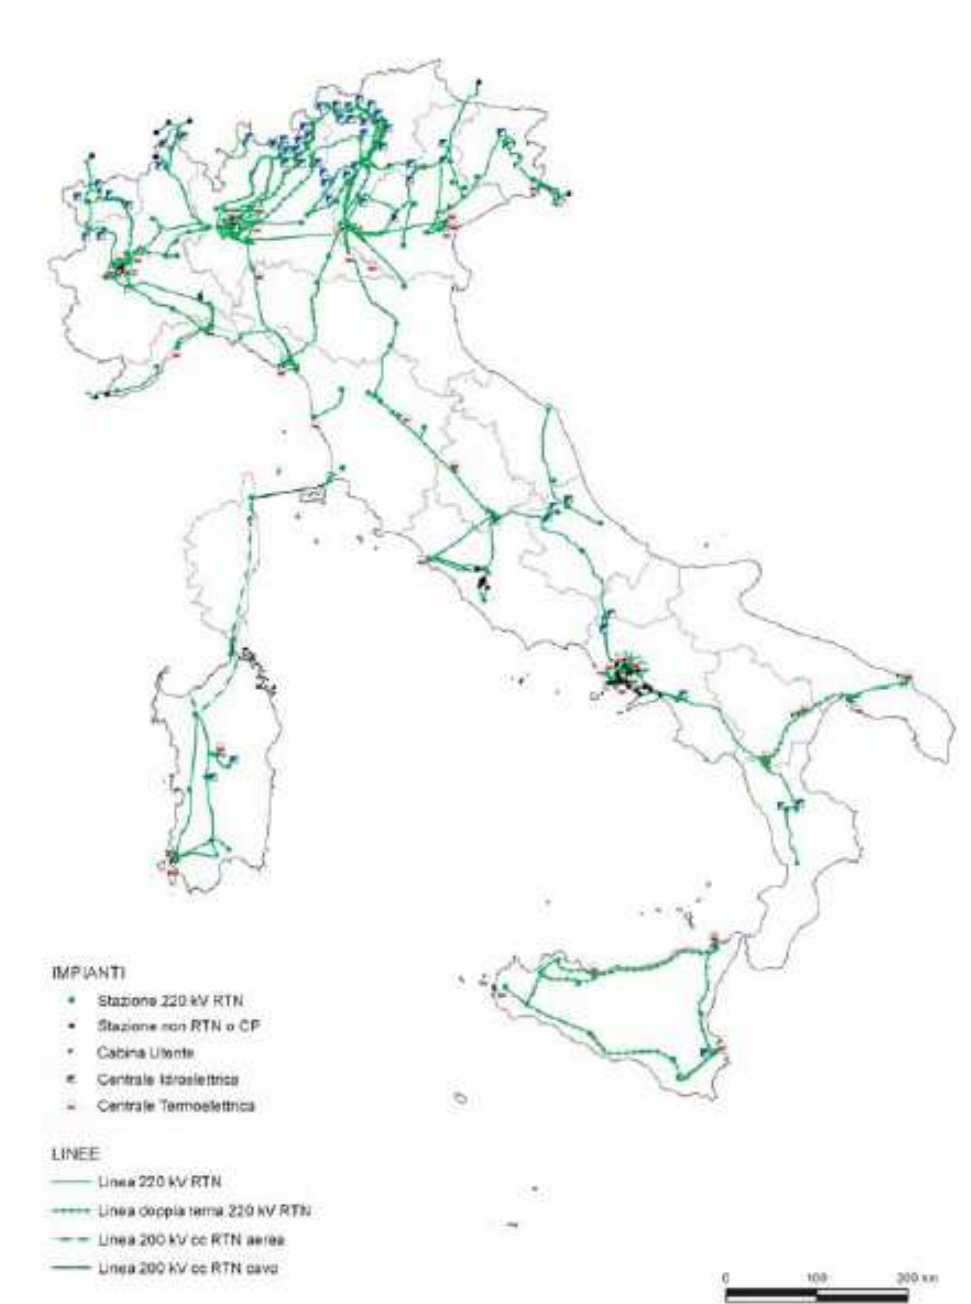 IMPIANTI
Stazione 220 kV RTN
Stazione non RTN o CP
Cabina Utente
Centrale Idroelettrica
Centrale Termoelettrica
LINEE
Linea 220 kV RTN
Linea doppia terna 220 kV RTN
Linea 200 kV cc RTN aerea
Linea 200 kV cc RTN cavo
0 100 200 km